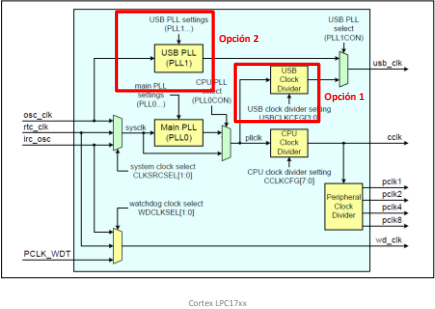 USB PLL settings
(PLL1...)
Opción 2
USB PLL
select
(PLL1CON)
USB PLL
(PLL1)
usb_clk
main PLL
settings
(PLL0...)
CPU PLL
select
(PLL0CON)
USB
Clock
Divider
Opción 1
USB clock divider setting
USBCLKCFG[3:0]
osc_clk
rtc_clk
irc_osc
sysclk
Main PLL
(PLL0)
pllclk
CPU
Clock
Divider
cclk
system clock select
CLKSRCSEL[1:0]
CPU clock divider setting
CCLKCFG[7:0]
Peripheral
Clock
Divider
pclk1
pclk2
pclk4
pclk8
watchdog clock select
WDCLKSEL[1:0]
wd_clk
PCLK_WDT
Cortex LPC17xx